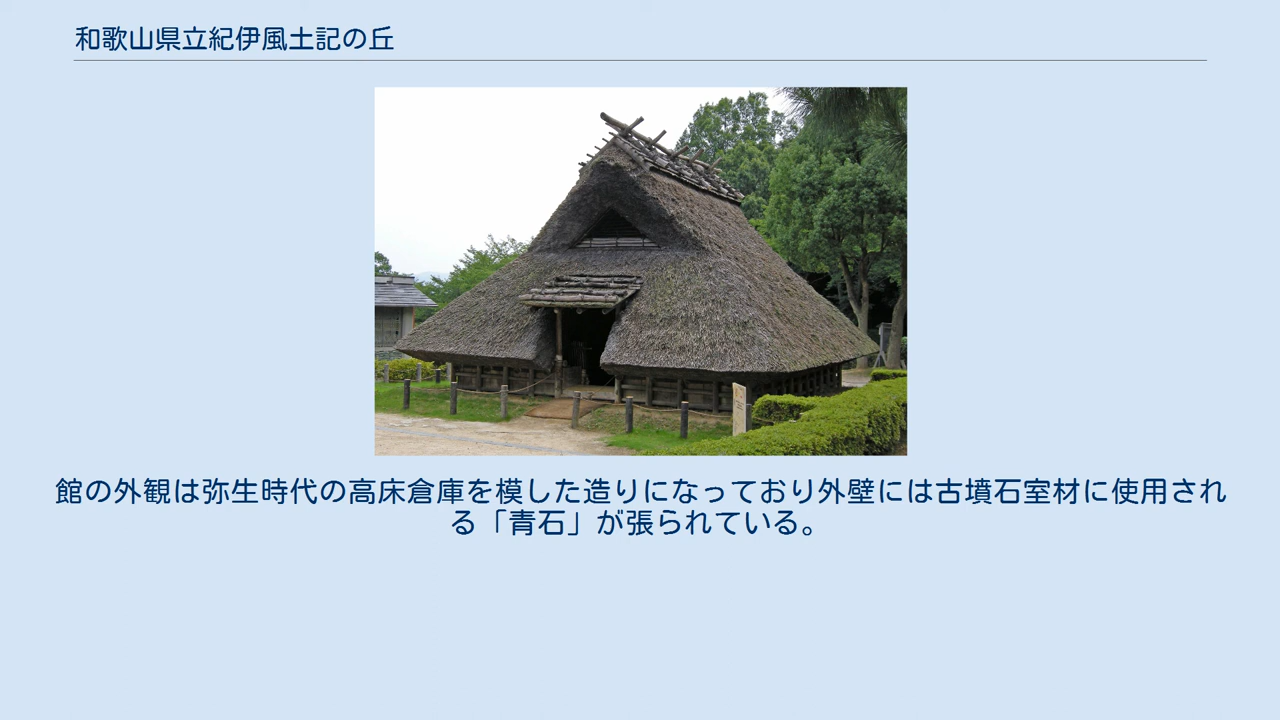 和歌山県立紀伊風土記の丘
館の外観は弥生時代の高床倉庫を模した造りになっており外壁には古墳石室材に使用され
る「青石」が張られている。